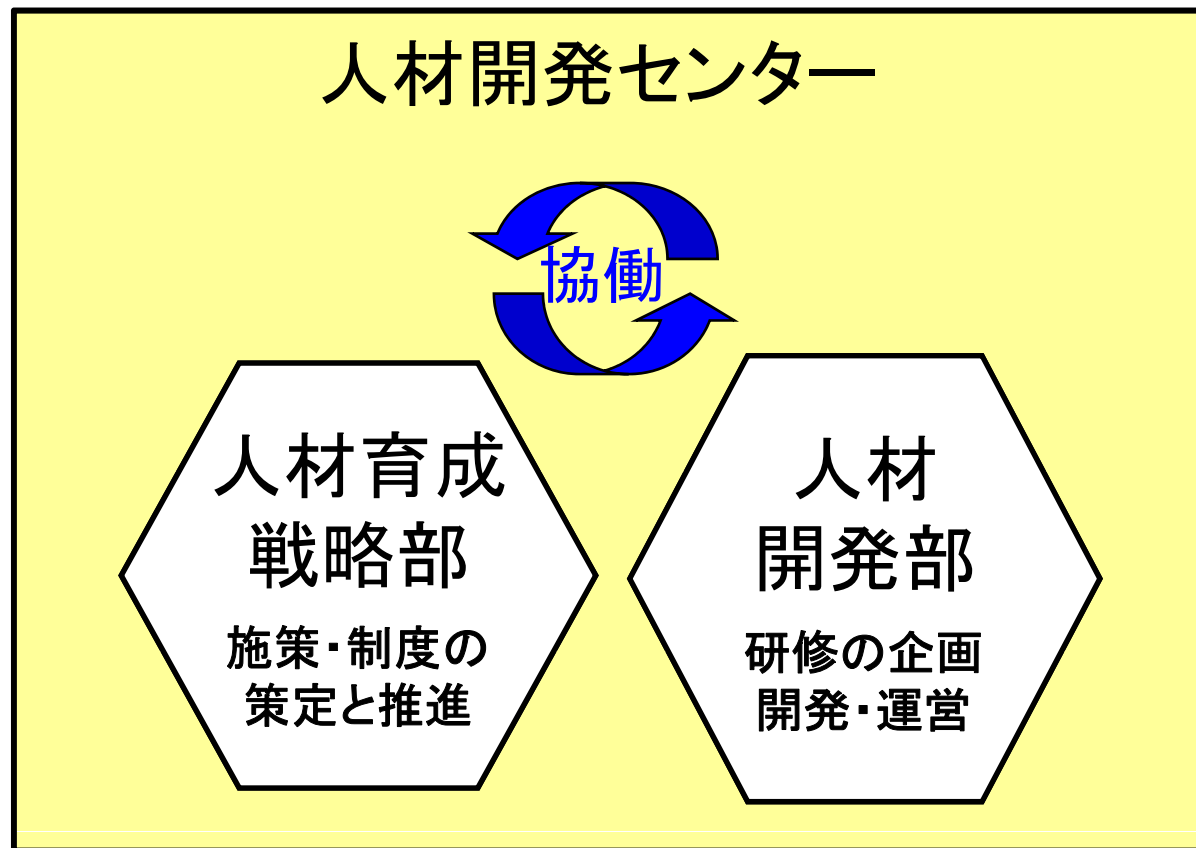 人材開発センター
協働
人材育成
戦略部
施策・制度の
策定と推進
人材
開発部
研修の企画
開発・運営